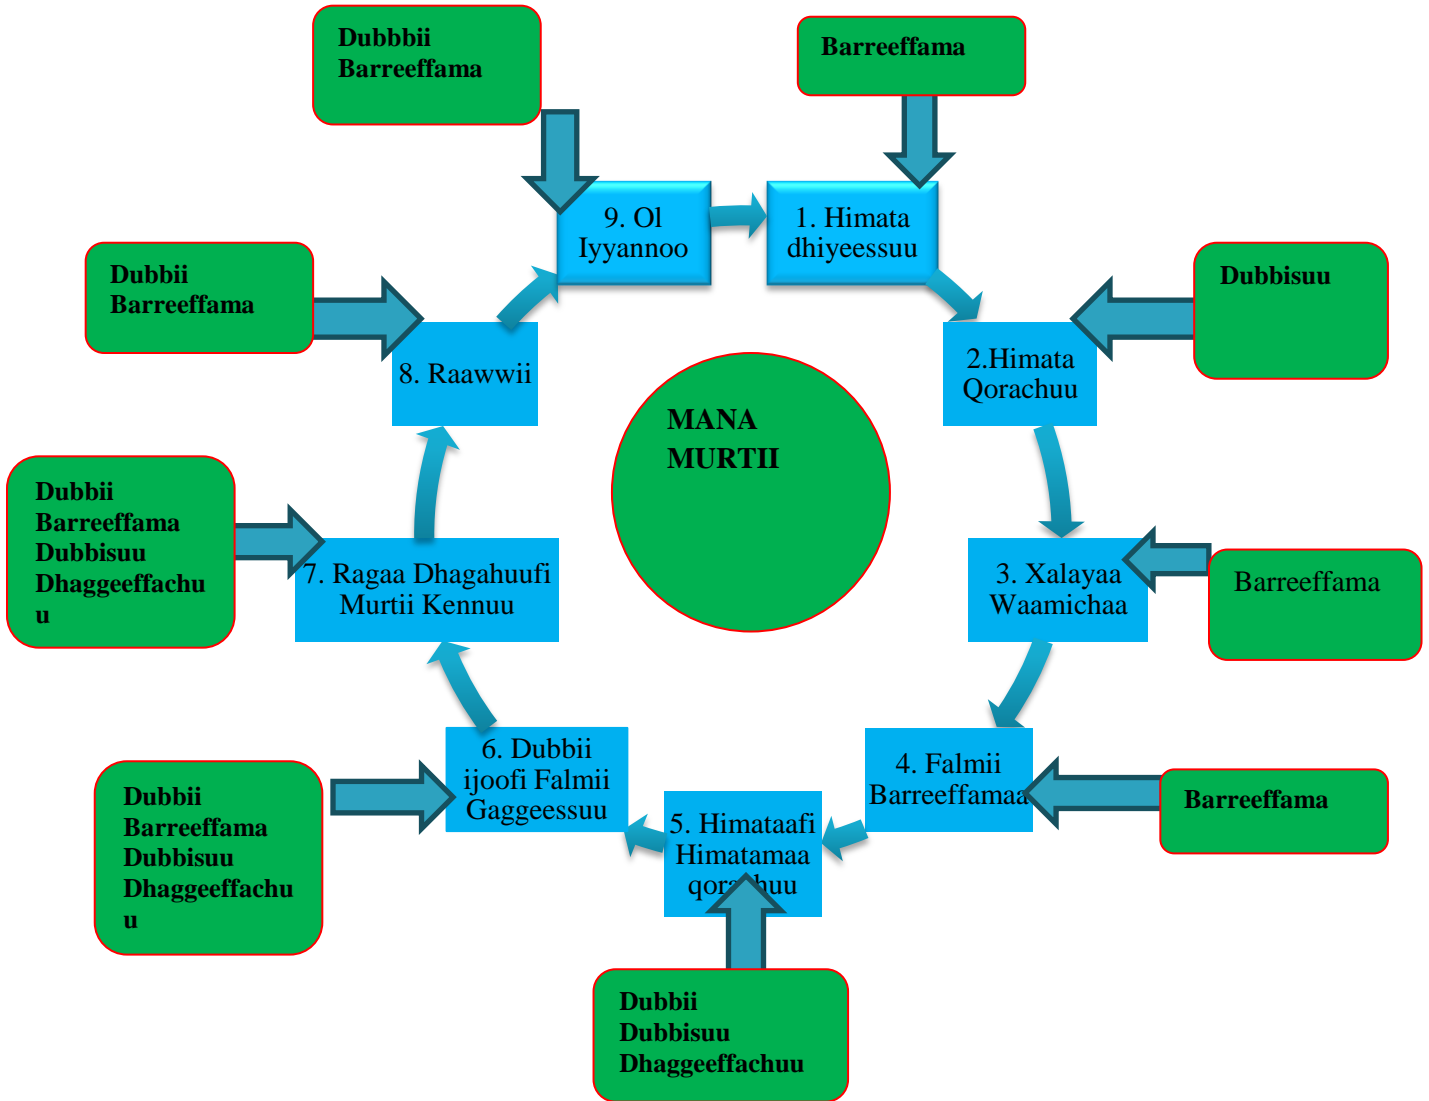 Dubbbii
Barreeffama
Barreeffama
9. Ol
Iyyannoo
1. Himata
dhiyeessuu
Dubbii
Barreeffama
Dubbisuu
8. Raawwii
2.Himata
Qorachuu
MANA
MURTII
Dubbii
Barreeffama
Dubbisuu
Dhaggeeffachu
u
7. Ragaa Dhagahuufi
Murtii Kennuu
3. Xalayaa
Waamichaa
Barreeffama
6. Dubbii
ijoofi Falmii
Gaggeessuu
4. Falmii
Barreeffamaa
Barreeffama
Dubbii
Barreeffama
Dubbisuu
Dhaggeeffachu
u
5. Himataafi
Himatamaa
qorachuu
Dubbii
Dubbisuu
Dhaggeeffachuu